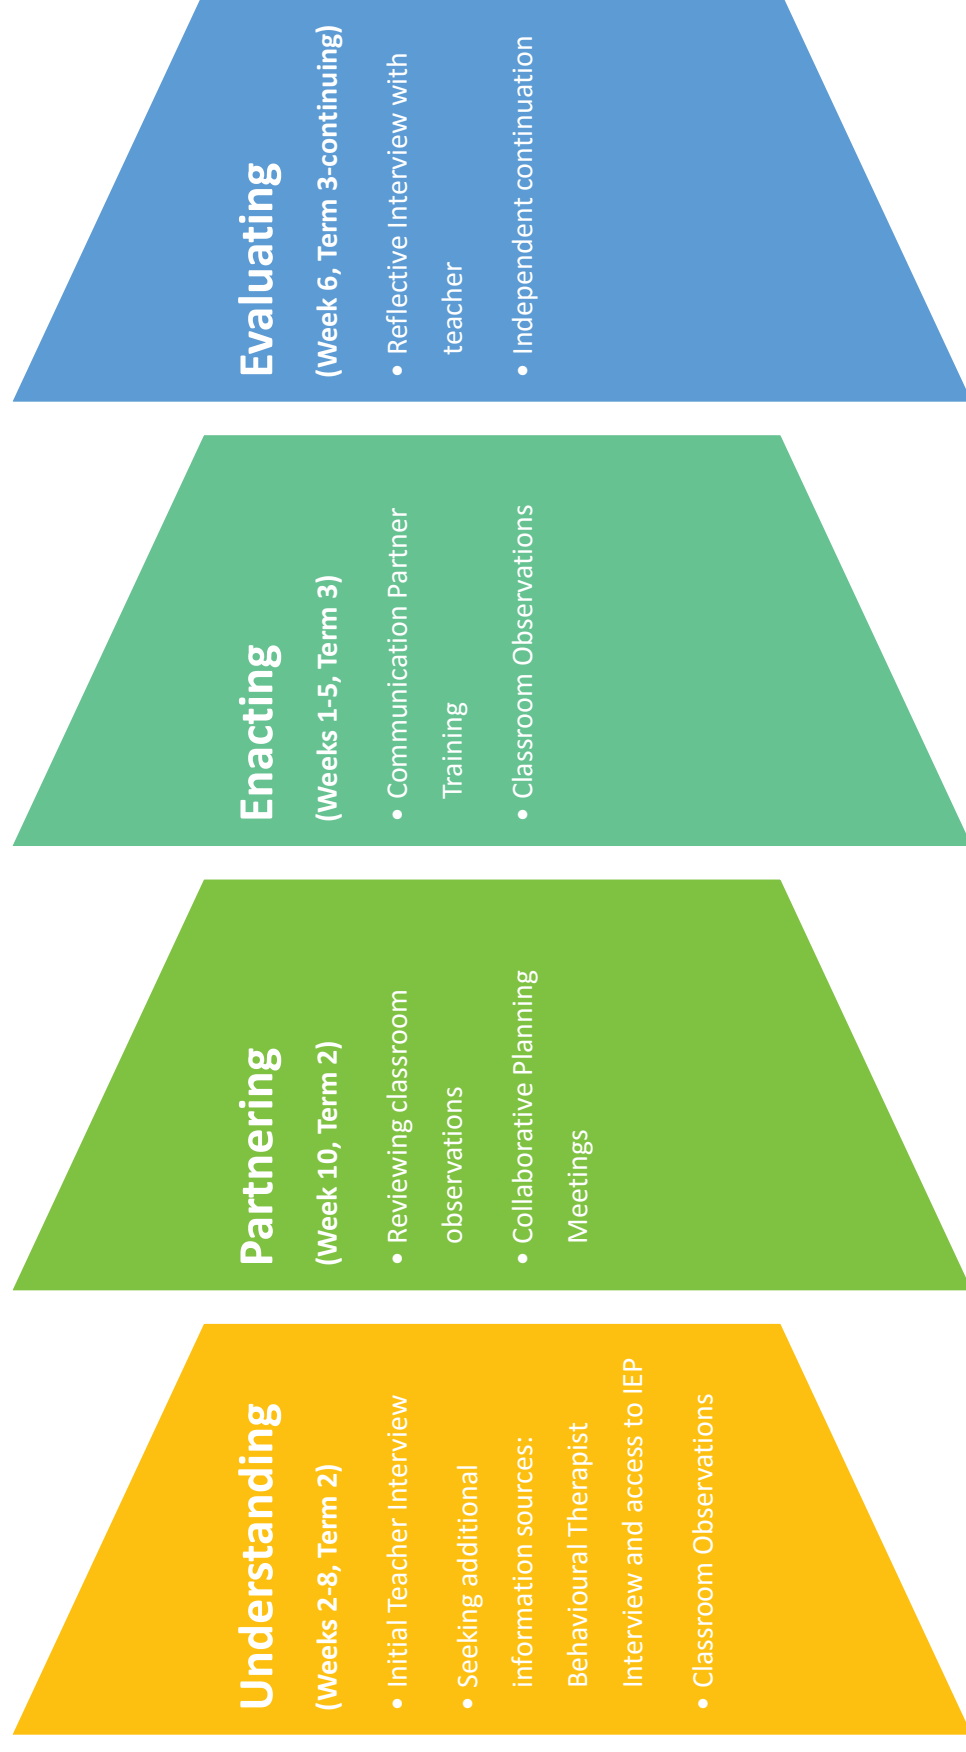 Understanding
(Weeks 2-8, Term 2)
• Initial Teacher Interview
• Seeking additional
information sources:
Behavioural Therapist
Interview and access to IEP
• Classroom Observations
Partnering
(Week 10, Term 2)
• Reviewing classroom
observations
• Collaborative Planning
Meetings
Enacting
(Weeks 1-5, Term 3)
• Communication Partner
Training
• Classroom Observations
Evaluating
(Week 6, Term 3-continuing)
• Reflective Interview with
teacher
• Independent continuation